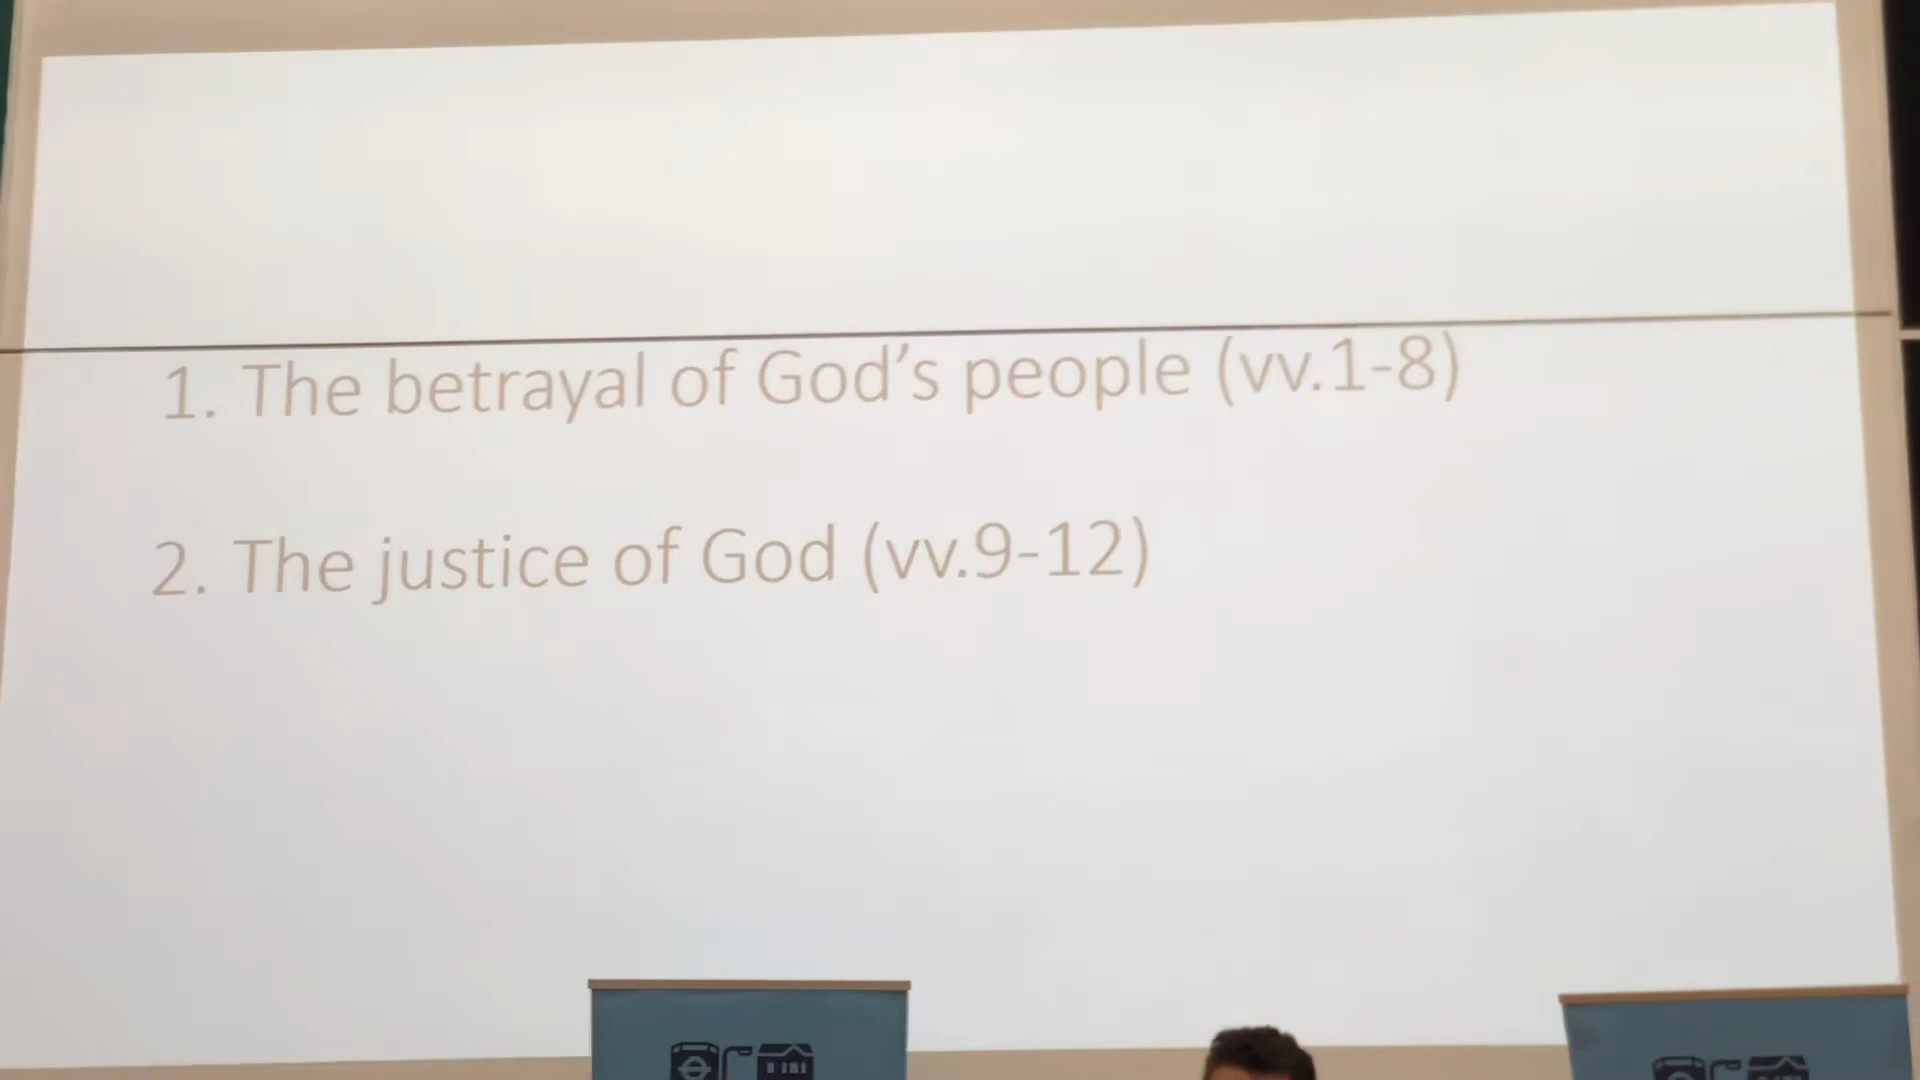 1. The betrayal of God’s people (vv.1-8)
2. The justice of God (vv.9-12)